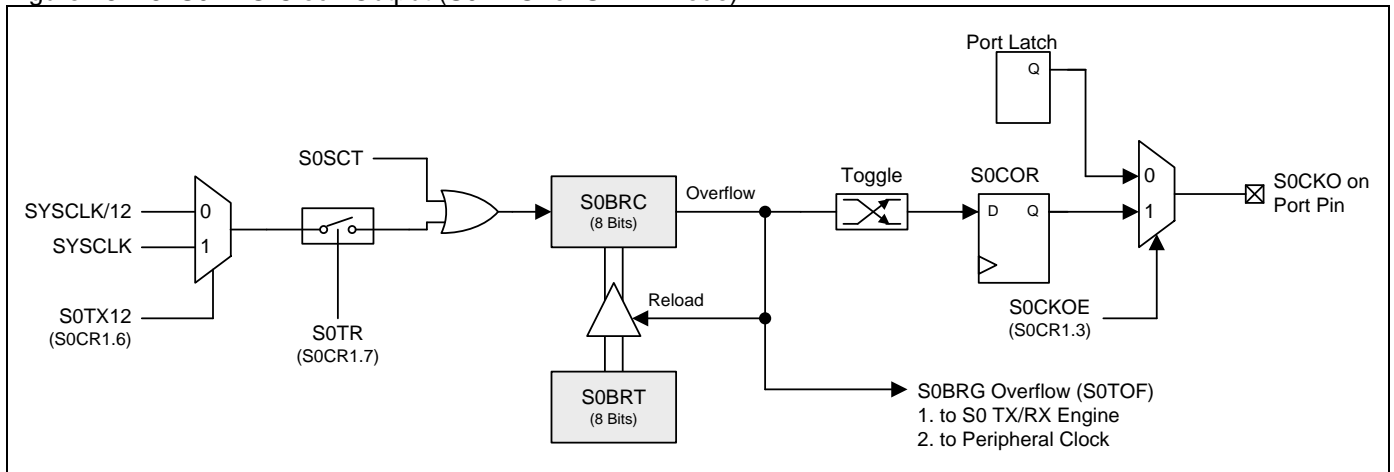 Port Latch
Q
S0SCT
SYSCLK/12
0
SYSCLK
1
S0TX12
(S0CR1.6)
S0TR
(S0CR1.7)
S0BRC
(8 Bits)
Overflow
Reload
S0BRT
(8 Bits)
Toggle
S0COR
D
Q
0
1
S0CKO on
Port Pin
S0CKOE
(S0CR1.3)
S0BRG Overflow (S0TOF)
1. to S0 TX/RX Engine
2. to Peripheral Clock